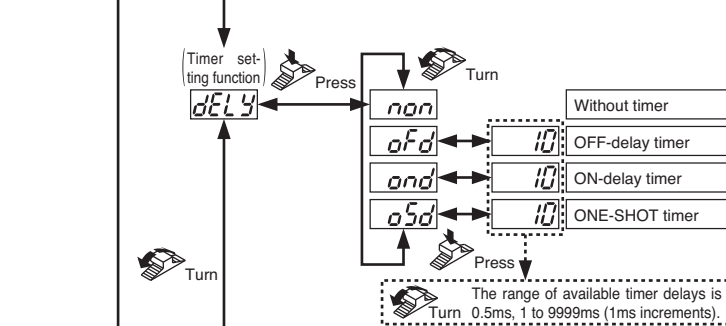 Timer set-
ting function
Press
Turn
dELY
non
Without timer
oFd
10
OFF-delay timer
ond
10
ON-delay timer
oSd
10
ONE-SHOT timer
Press
Turn
Turn
The range of available timer delays is
0.5ms, 1 to 9999ms (1ms increments).